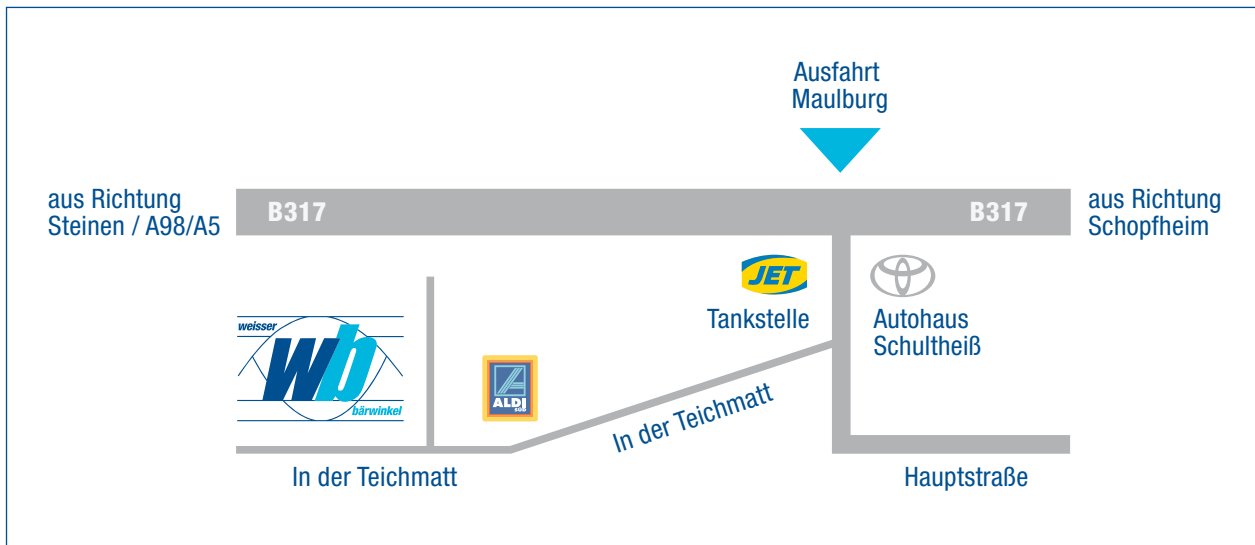 Ausfahrt
Maulburg
aus Richtung
Steinen / A98/A5
B317
B317
aus Richtung
Schopfheim
JET
Tankstelle
Autohaus
Schultheiß
weisser
wb
bärwinkel
ALDI
SÜD
In der Teichmatt
In der Teichmatt
Hauptstraße